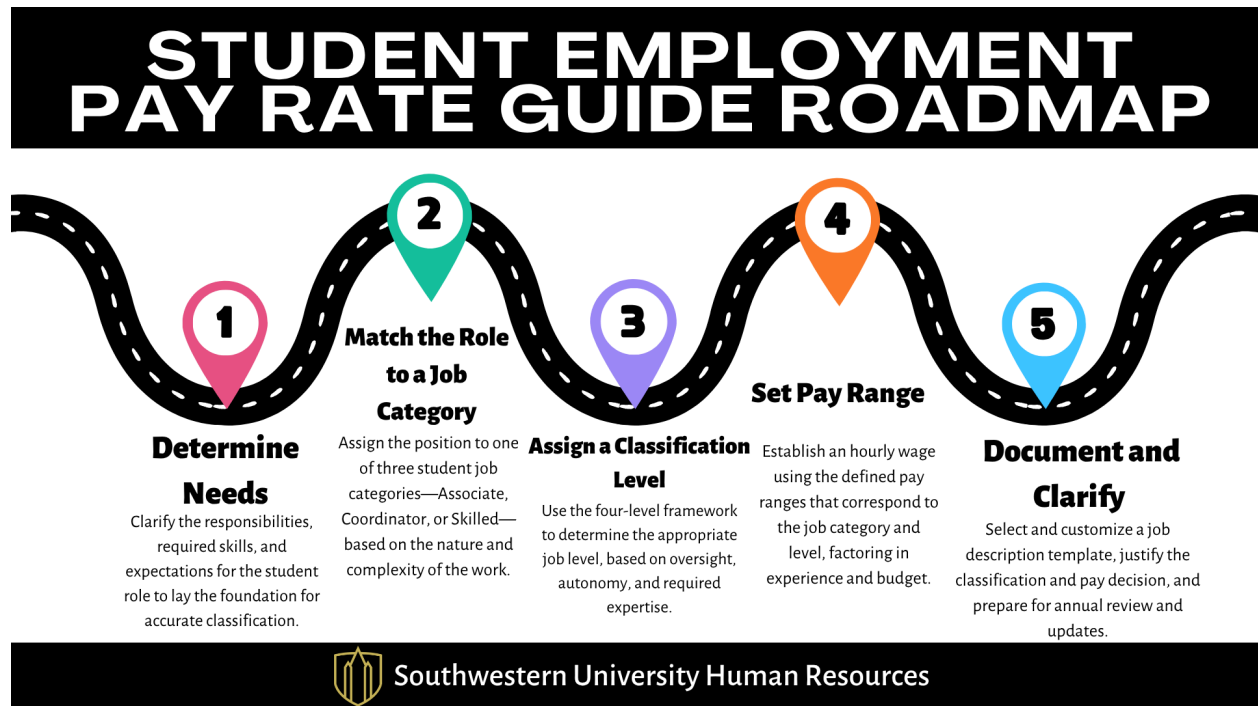 STUDENT EMPLOYMENT
PAY RATE GUIDE ROADMAP
1
Determine
Needs
Clarify the responsibilities,
required skills, and
expectations for the student
role to lay the foundation for
accurate classification.
2
Match the Role
to a Job
Category
Assign the position to one
of three student job
categories—Associate,
Coordinator, or Skilled—
based on the nature and
complexity of the work.
3
Assign a Classification
Level
Use the four-level framework
to determine the appropriate
job level, based on oversight,
autonomy, and required
expertise.
4
Set Pay Range
Establish an hourly wage
using the defined pay
ranges that correspond to
the job category and
level, factoring in
experience and budget.
5
Document and
Clarify
Select and customize a job
description template, justify the
classification and pay decision, and
prepare for annual review and
updates.
Southwestern University Human Resources